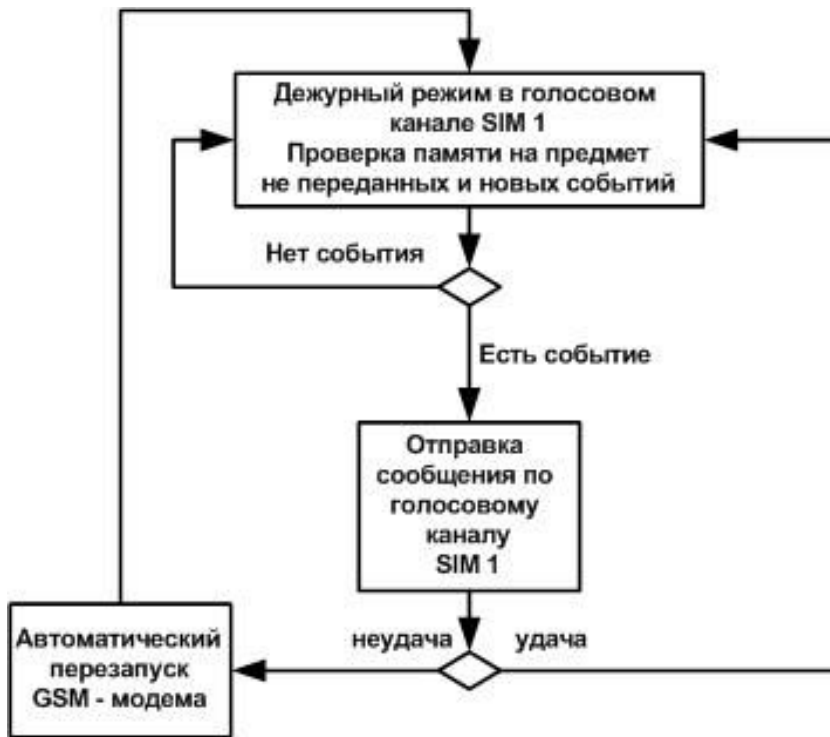 Дежурный режим в голосовом
канале SIM 1
Проверка памяти на предмет
не переданных и новых событий
Нет события
Есть событие
Отправка
сообщения по
голосовому
каналу
SIM 1
неудача
удача
Автоматический
перезапуск
GSM - модема